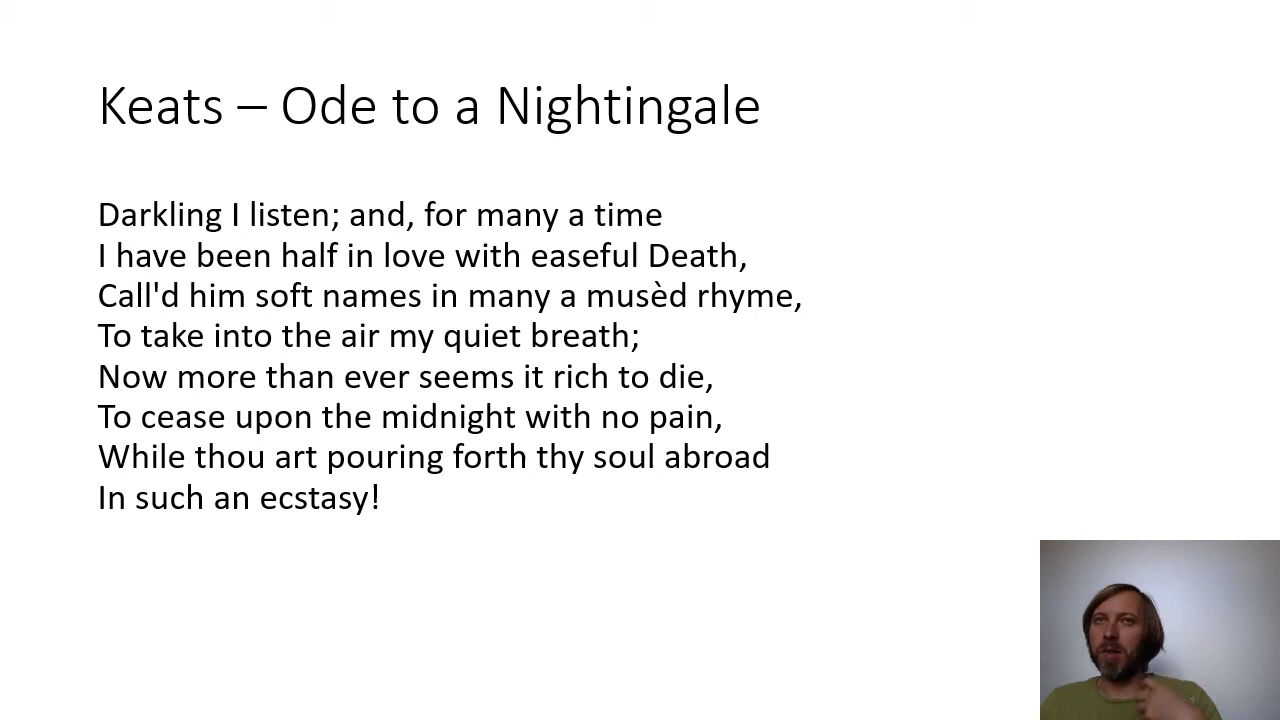 Keats – Ode to a Nightingale
Darkling I listen; and, for many a time
I have been half in love with easeful Death,
Call'd him soft names in many a musèd rhyme,
To take into the air my quiet breath;
Now more than ever seems it rich to die,
To cease upon the midnight with no pain,
While thou art pouring forth thy soul abroad
In such an ecstasy!